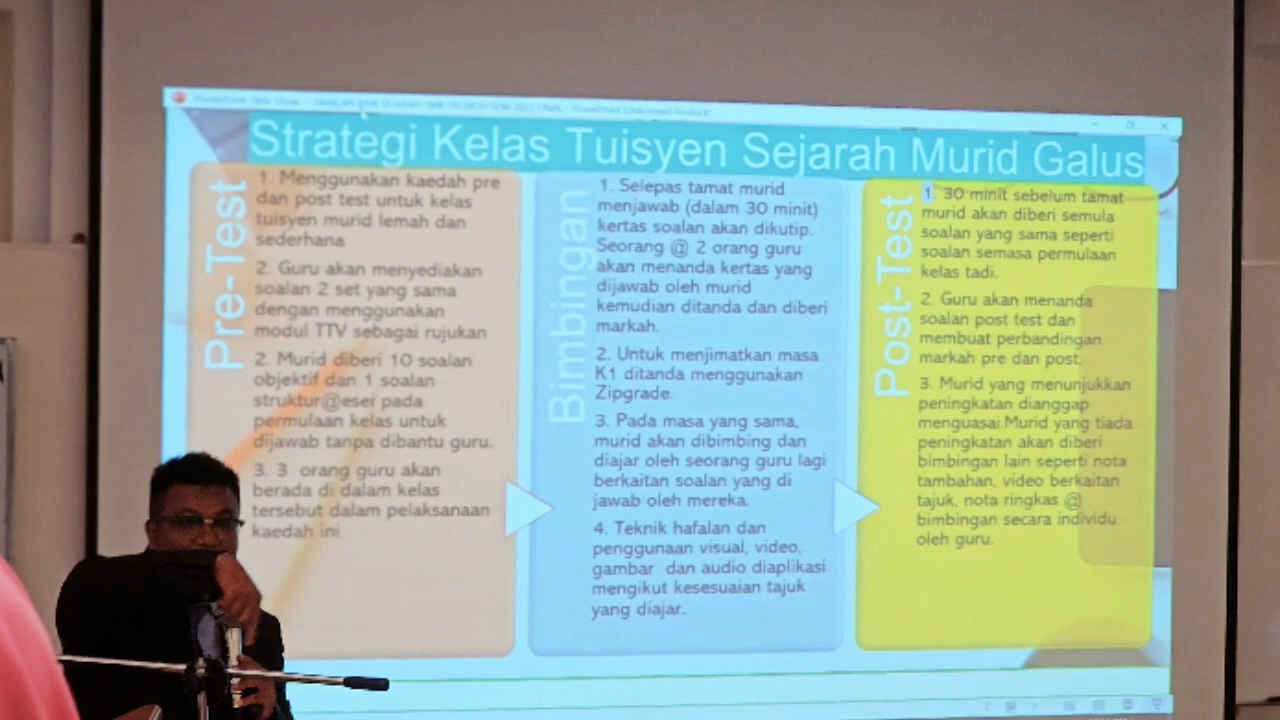 PowerPoint Slide Show
PowerPoint (Unlicensed Product)
Strategi Kelas Tuisyen Sejarah Murid Galus
Pre-Test
1. Menggunakan kaedah pre
dan post test untuk kelas
tuisyen murid lemah dan
sederhana
2. Guru akan menyediakan
soalan 2 set yang sama
dengan menggunakan
modul TTV sebagai rujukan
2. Murid diberi 10 soalan
objektif dan 1 soalan
struktur@esei pada
permulaan kelas untuk
dijawab tanpa dibantu guru.
3. 3 orang guru akan
berada di dalam kelas
tersebut dalam pelaksanaan
kaedah ini
Bimbingan
1. Selepas tamat murid
menjawab (dalam 30 minit)
kertas soalan akan dikutip.
Seorang @ 2 orang guru
akan menanda kertas yang
dijawab oleh murid
kemudian ditanda dan diberi
markah.
2. Untuk menjimatkan masa
K1 ditanda menggunakan
Zipgrade.
3. Pada masa yang sama,
murid akan dibimbing dan
diajar oleh seorang guru lagi
berkaitan soalan yang di
jawab oleh mereka.
4. Teknik hafalan dan
penggunaan visual, video,
gambar dan audio diaplikasi
mengikut kesesuaian tajuk
yang diajar.
Post-Test
1. 30 minit sebelum tamat
murid akan diberi semula
soalan yang sama seperti
soalan semasa permulaan
kelas tadi.
2. Guru akan menanda
soalan post test dan
membuat perbandingan
markah pre dan post.
3. Murid yang menunjukkan
peningkatan dianggap
menguasai.Murid yang tiada
peningkatan akan diberi
bimbingan lain seperti nota
tambahan, video berkaitan
tajuk, nota ringkas @
bimbingan secara individu
oleh guru.